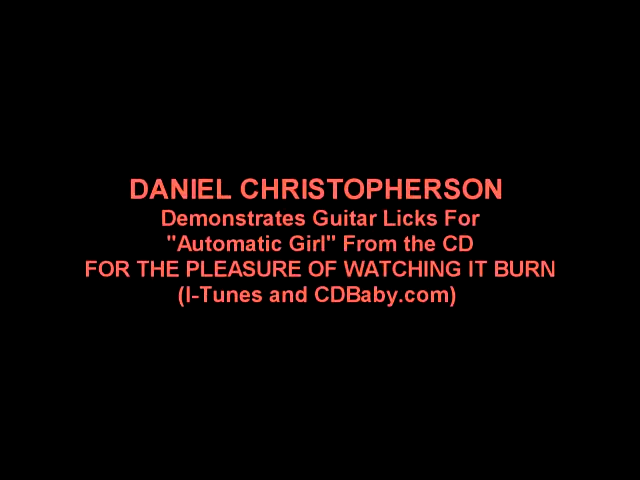 DANIEL CHRISTOPHERSON
Demonstrates Guitar Licks For
"Automatic Girl" From the CD
FOR THE PLEASURE OF WATCHING IT BURN
(I-Tunes and CDBaby.com)